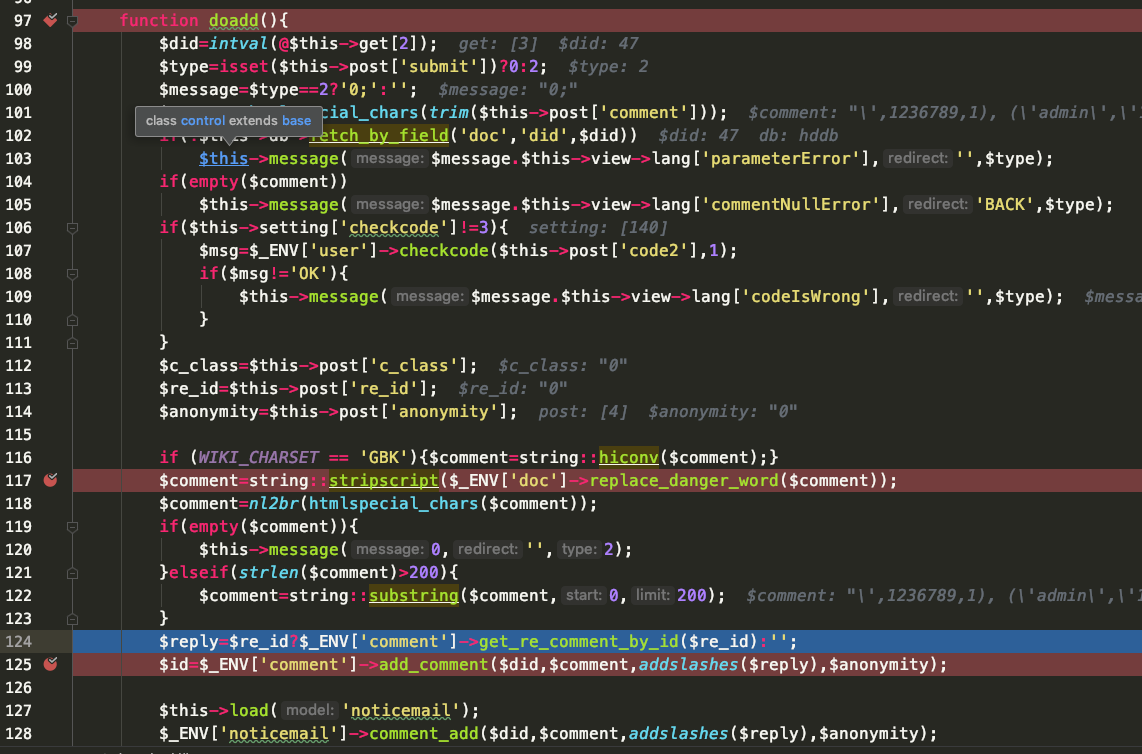 97 function doadd(){
98 $did=intval(@$this->get[2]); get: [3] $did: 47
99 $type=isset($this->post['submit'])?0:2; $type: 2
100 $message=$type==2?'0;':''; $message: "0;"
101 cial_chars(trim($this->post['comment'])); $comment: "\',1236789,1), (\'admin\',\'1
class control extends base
102 fetch_by_field('doc','did',$did)) $did: 47 db: hddb
103 $this->message( message: $message.$this->view->lang['parameterError'], redirect: '',$type);
104 if(empty($comment))
105 $this->message( message: $message.$this->view->lang['commentNullError'], redirect: 'BACK',$type);
106 if($this->setting['checkcode']!=3){ setting: [140]
107 $msg=$_ENV['user']->checkcode($this->post['code2'],1);
108 if($msg!='OK'){
109 $this->message( message: $message.$this->view->lang['codeIsWrong'], redirect: '',$type); $messa
110 }
111 }
112 $c_class=$this->post['c_class']; $c_class: "0"
113 $re_id=$this->post['re_id']; $re_id: "0"
114 $anonymity=$this->post['anonymity']; post: [4] $anonymity: "0"
115
116 if (WIKI_CHARSET == 'GBK'){$comment=string::hiconv($comment);}
117 $comment=string::stripscript($_ENV['doc']->replace_danger_word($comment));
118 $comment=nl2br(htmlspecial_chars($comment));
119 if(empty($comment)){
120 $this->message( message: 0, redirect: '', type: 2);
121 }elseif(strlen($comment)>200){
122 $comment=string::substring($comment, start: 0, limit: 200); $comment: "\',1236789,1), (\'admin\',\'1
123 }
124 $reply=$re_id?$_ENV['comment']->get_re_comment_by_id($re_id):'';
125 $id=$_ENV['comment']->add_comment($did,$comment,addslashes($reply),$anonymity);
126
127 $this->load( model: 'noticemail');
128 $_ENV['noticemail']->comment_add($did,$comment,addslashes($reply),$anonymity);